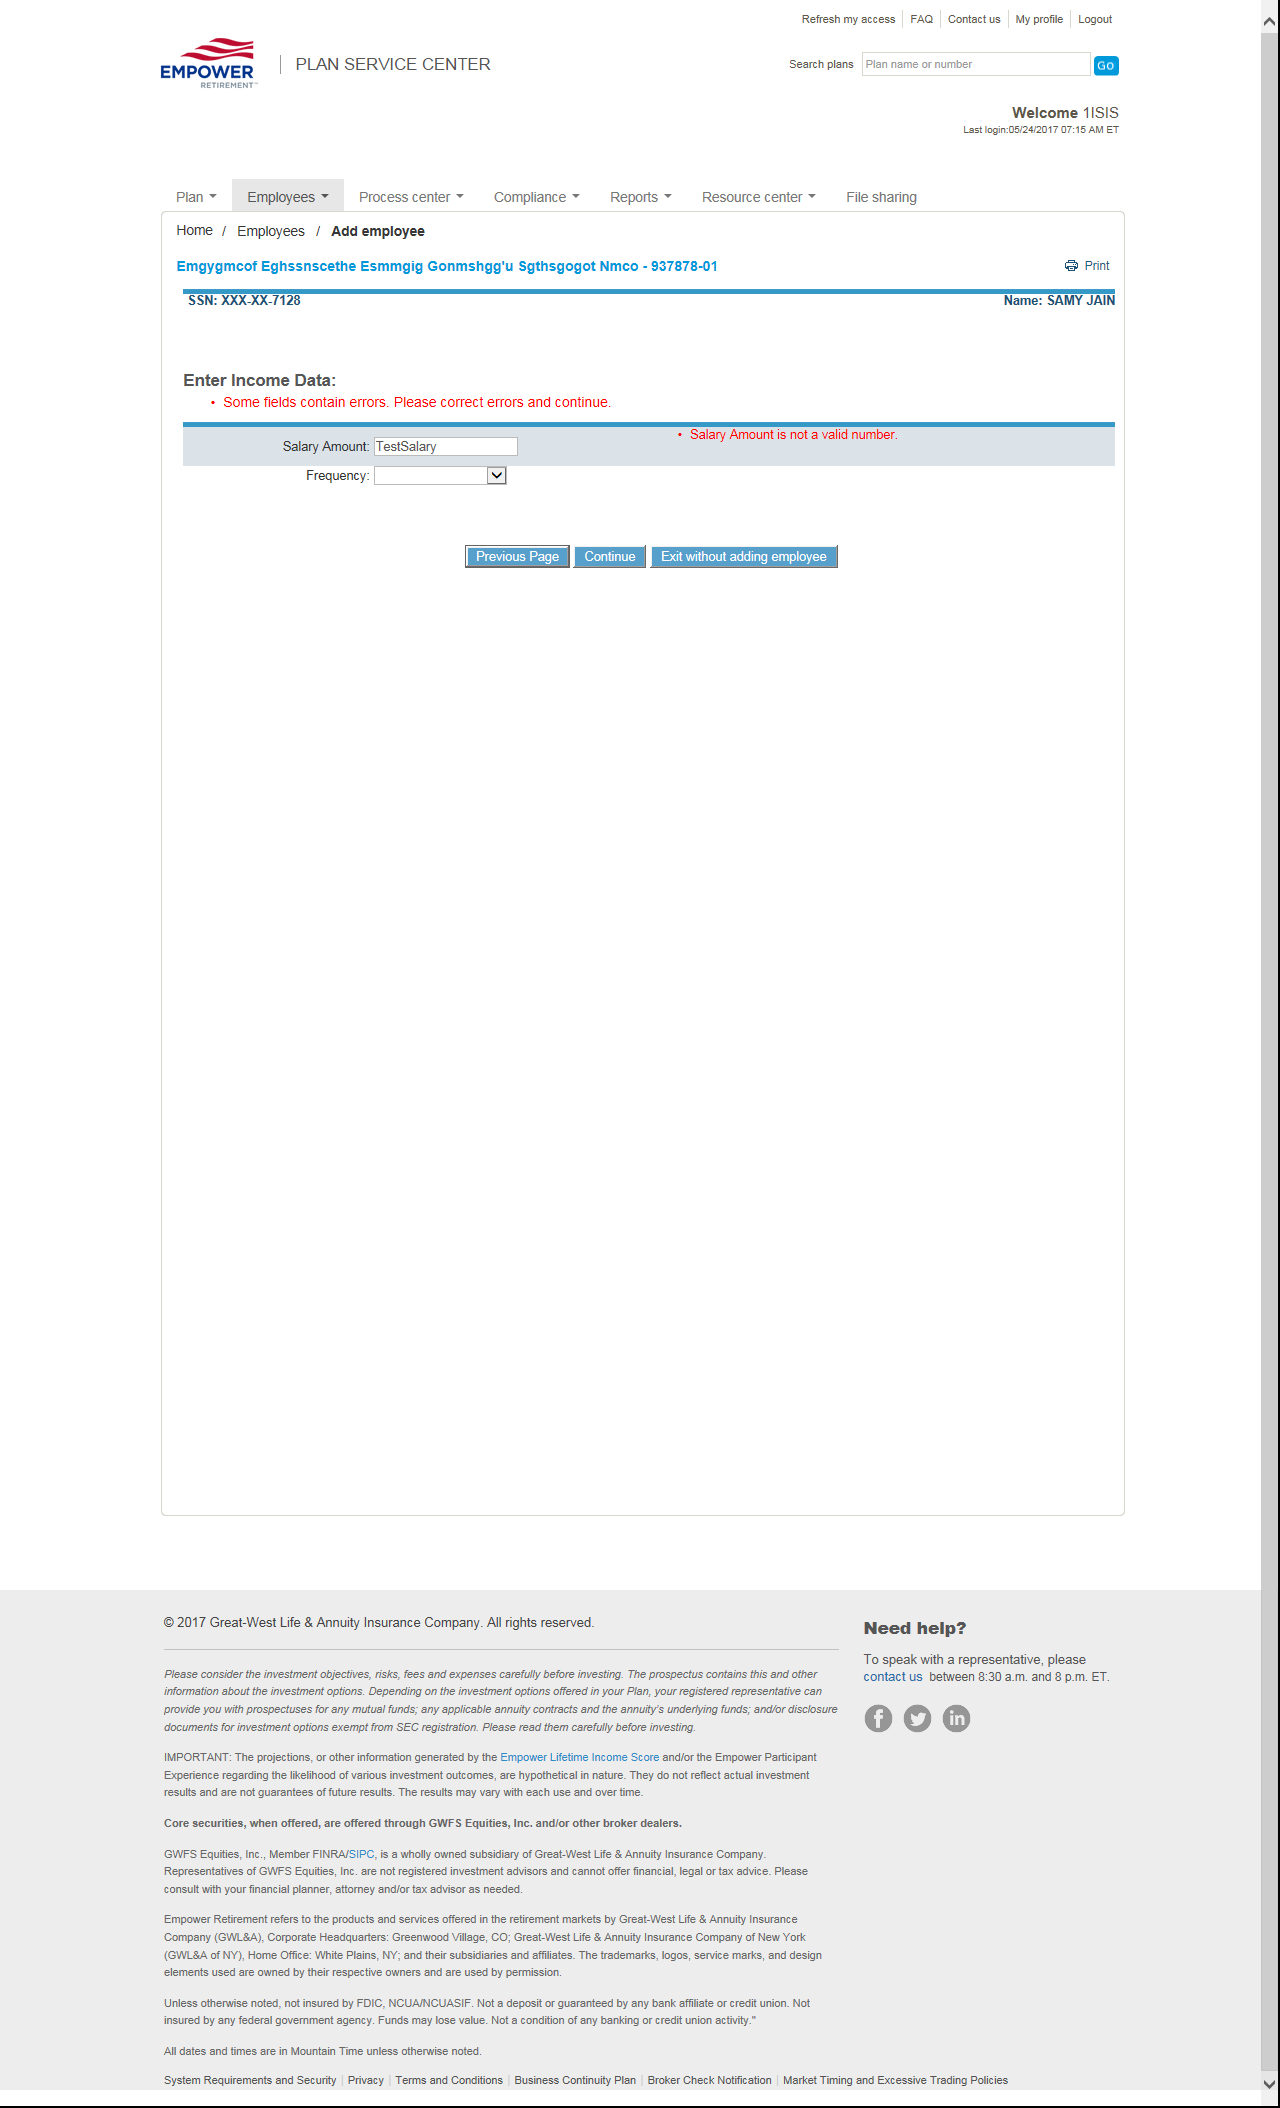 Refresh my access FAQ Contact us My profile Logout
EMPOWER
RETIREMENT™
PLAN SERVICE CENTER
Search plans Plan name or number GO
Welcome 1ISIS
Last login:05/24/2017 07:15 AM ET
Plan Employees Process center Compliance Reports Resource center File sharing
Home / Employees / Add employee
Emgygmcof Eghssnscethe Esmmgig Gonmshgg'u Sgthsgogot Nmco - 937878-01 Print
SSN: XXX-XX-7128 Name: SAMY JAIN
Enter Income Data:
• Some fields contain errors. Please correct errors and continue.
Salary Amount: TestSalary • Salary Amount is not a valid number.
Frequency:
Previous Page Continue Exit without adding employee
© 2017 Great-West Life & Annuity Insurance Company. All rights reserved.
Please consider the investment objectives, risks, fees and expenses carefully before investing. The prospectus contains this and other
information about the investment options. Depending on the investment options offered in your Plan, your registered representative can
provide you with prospectuses for any mutual funds; any applicable annuity contracts and the annuity's underlying funds; and/or disclosure
documents for investment options exempt from SEC registration. Please read them carefully before investing.
IMPORTANT: The projections, or other information generated by the Empower Lifetime Income Score and/or the Empower Participant
Experience regarding the likelihood of various investment outcomes, are hypothetical in nature. They do not reflect actual investment
results and are not guarantees of future results. The results may vary with each use and over time.
Core securities, when offered, are offered through GWFS Equities, Inc. and/or other broker dealers.
GWFS Equities, Inc., Member FINRA/SIPC, is a wholly owned subsidiary of Great-West Life & Annuity Insurance Company.
Representatives of GWFS Equities, Inc. are not registered investment advisors and cannot offer financial, legal or tax advice. Please
consult with your financial planner, attorney and/or tax advisor as needed.
Empower Retirement refers to the products and services offered in the retirement markets by Great-West Life & Annuity Insurance
Company (GWL&A), Corporate Headquarters: Greenwood Village, CO; Great-West Life & Annuity Insurance Company of New York
(GWL&A of NY), Home Office: White Plains, NY; and their subsidiaries and affiliates. The trademarks, logos, service marks, and design
elements used are owned by their respective owners and are used by permission.
Unless otherwise noted, not insured by FDIC, NCUA/NCUASIF. Not a deposit or guaranteed by any bank affiliate or credit union. Not
insured by any federal government agency. Funds may lose value. Not a condition of any banking or credit union activity."
All dates and times are in Mountain Time unless otherwise noted.
System Requirements and Security | Privacy | Terms and Conditions | Business Continuity Plan | Broker Check Notification | Market Timing and Excessive Trading Policies
Need help?
To speak with a representative, please
contact us between 8:30 a.m. and 8 p.m. ET.
f in